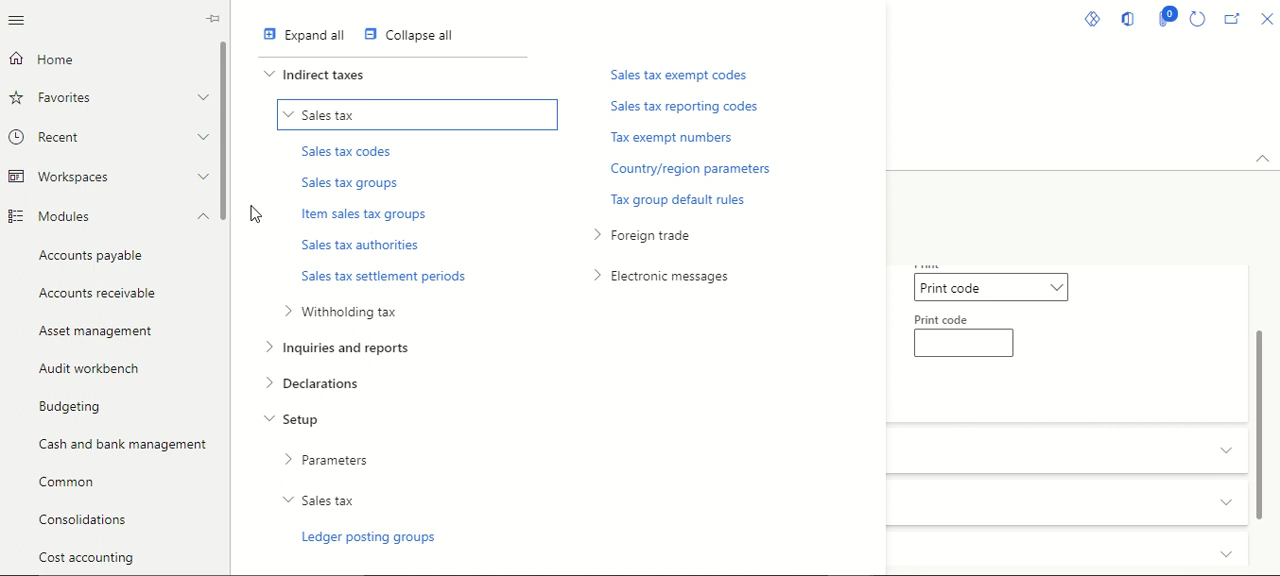 Home
Favorites
Recent
Workspaces
Modules
Accounts payable
Accounts receivable
Asset management
Audit workbench
Budgeting
Cash and bank management
Common
Consolidations
Cost accounting
Expand all
Collapse all
Indirect taxes
Sales tax
Sales tax codes
Sales tax groups
Item sales tax groups
Sales tax authorities
Sales tax settlement periods
Withholding tax
Inquiries and reports
Declarations
Setup
Parameters
Sales tax
Ledger posting groups
Sales tax exempt codes
Sales tax reporting codes
Tax exempt numbers
Country/region parameters
Tax group default rules
Foreign trade
Electronic messages
0
Print
Print code
Print code